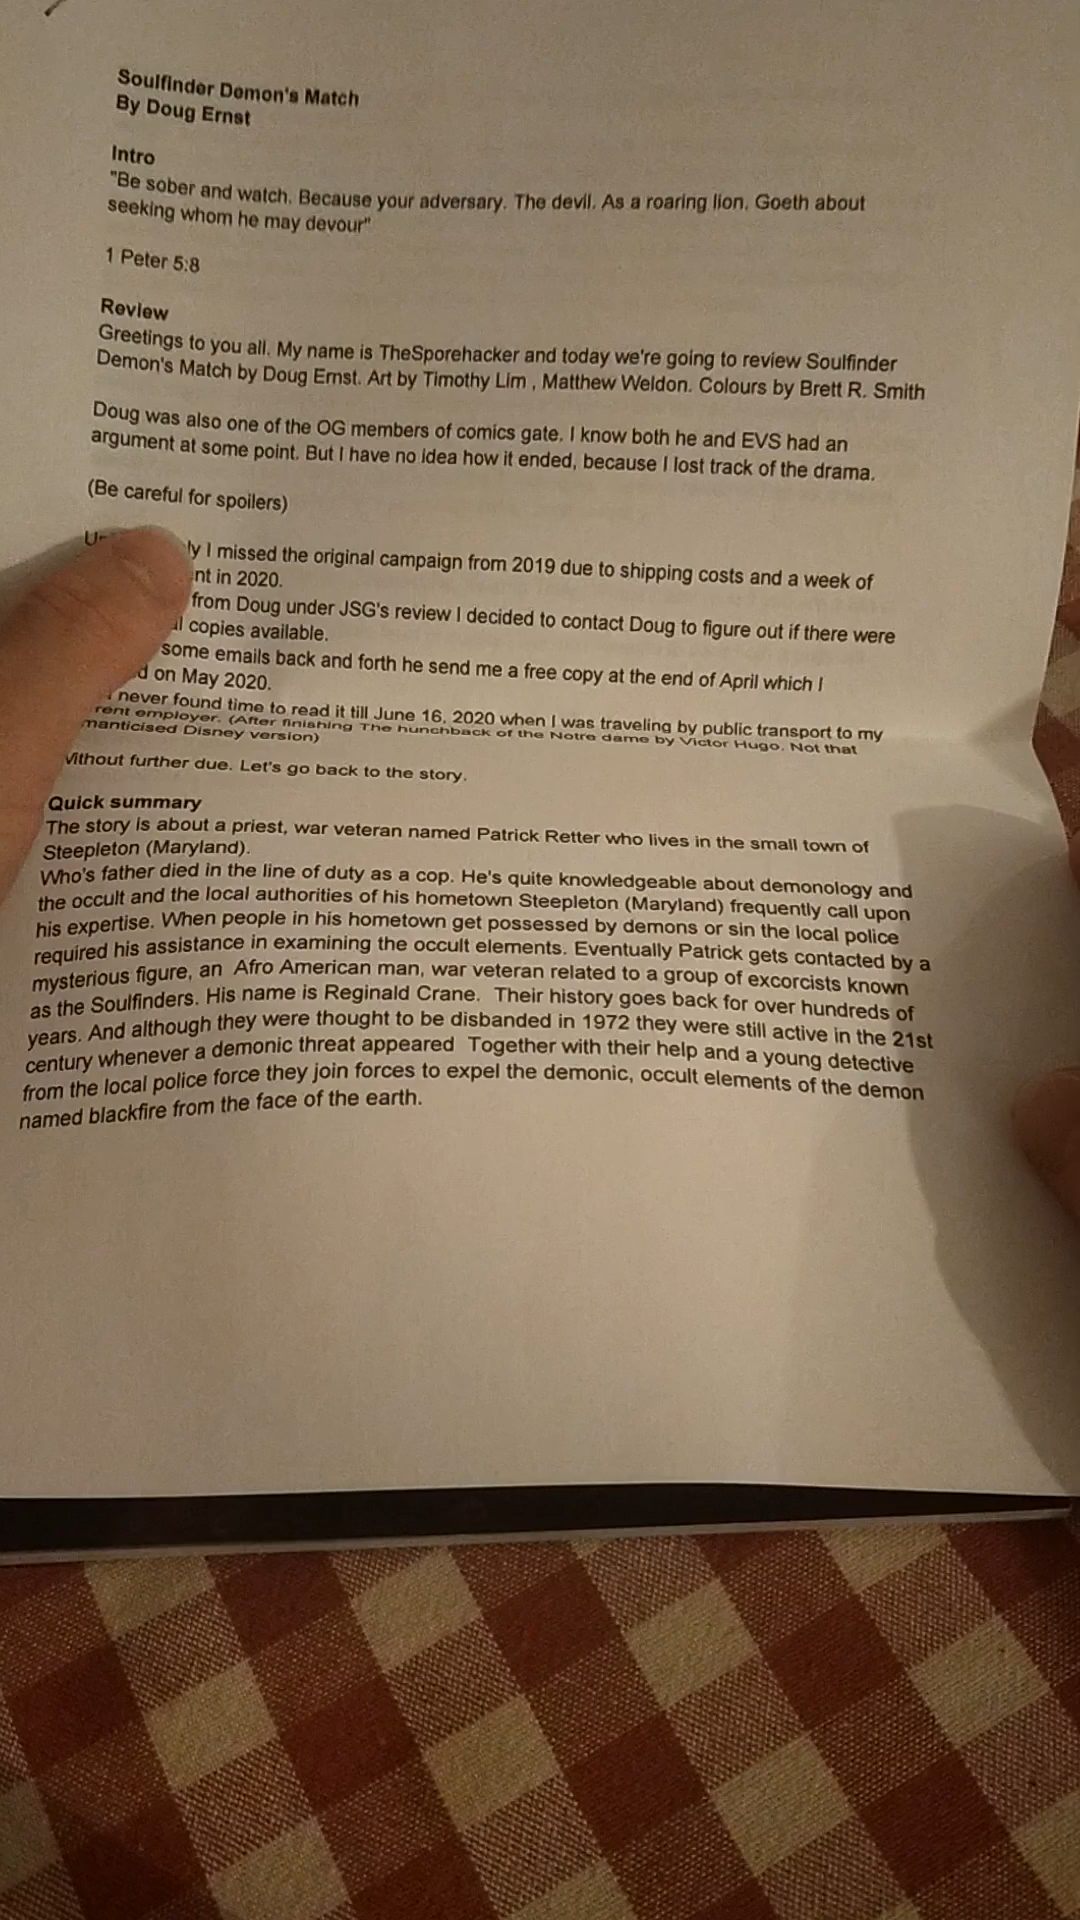 Soulfinder Demon's Match
By Doug Ernst
Intro
"Be sober and watch. Because your adversary. The devil. As a roaring lion. Goeth about
seeking whom he may devour"
1 Peter 5:8
Review
Greetings to you all. My name is TheSporehacker and today we're going to review Soulfinder
Demon's Match by Doug Ernst. Art by Timothy Lim , Matthew Weldon. Colours by Brett R. Smith
Doug was also one of the OG members of comics gate. I know both he and EVS had an
argument at some point. But I have no idea how it ended, because I lost track of the drama.
(Be careful for spoilers)
I missed the original campaign from 2019 due to shipping costs and a week of
in 2020.
from Doug under JSG's review I decided to contact Doug to figure out if there were
copies available.
some emails back and forth he send me a free copy at the end of April which I
on May 2020.
never found time to read it till June 16, 2020 when I was traveling by public transport to my
employer. (After finishing The hunchback of the Notre dame by Victor Hugo. Not that
Disney version)
Without further due. Let's go back to the story.
Quick summary
The story is about a priest, war veteran named Patrick Retter who lives in the small town of
Steepleton (Maryland).
Who's father died in the line of duty as a cop. He's quite knowledgeable about demonology and
the occult and the local authorities of his hometown Steepleton (Maryland) frequently call upon
his expertise. When people in his hometown get possessed by demons or sin the local police
required his assistance in examining the occult elements. Eventually Patrick gets contacted by a
mysterious figure, an Afro American man, war veteran related to a group of excorcists known
as the Soulfinders. His name is Reginald Crane. Their history goes back for over hundreds of
years. And although they were thought to be disbanded in 1972 they were still active in the 21st
century whenever a demonic threat appeared Together with their help and a young detective
from the local police force they join forces to expel the demonic, occult elements of the demon
named blackfire from the face of the earth.